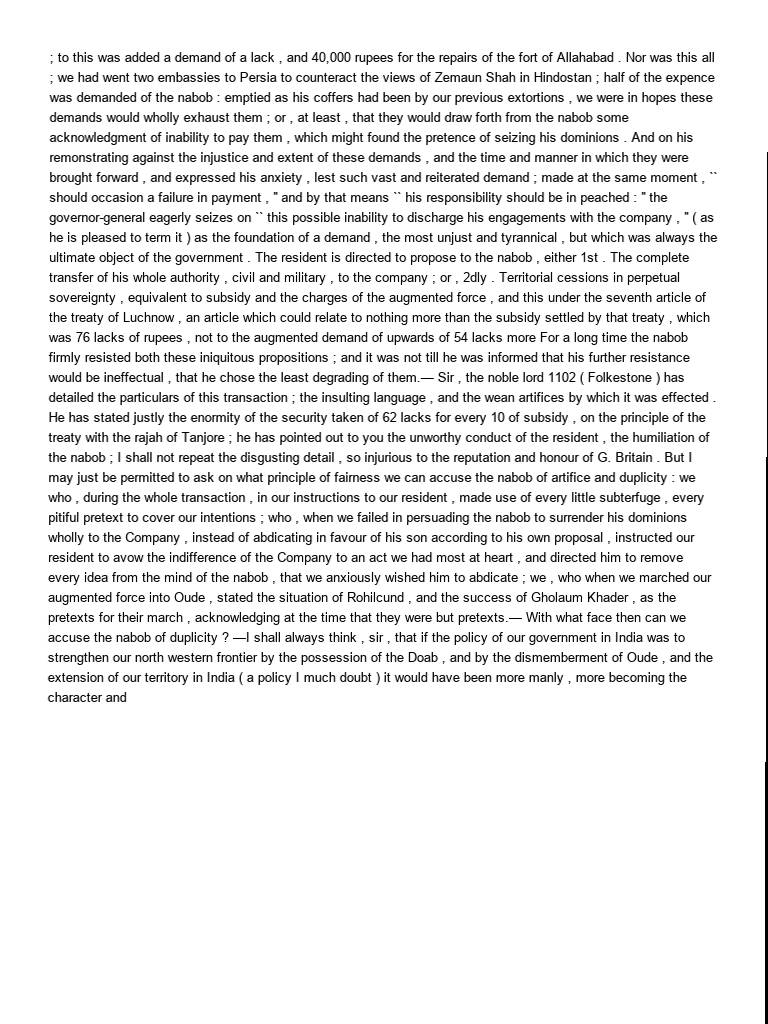 ; to this was added a demand of a lack , and 40,000 rupees for the repairs of the fort of Allahabad . Nor was this all
; we had went two embassies to Persia to counteract the views of Zemaun Shah in Hindostan ; half of the expence
was demanded of the nabob : emptied as his coffers had been by our previous extortions , we were in hopes these
demands would wholly exhaust them ; or , at least , that they would draw forth from the nabob some
acknowledgment of inability to pay them , which might found the pretence of seizing his dominions . And on his
remonstrating against the injustice and extent of these demands , and the time and manner in which they were
brought forward , and expressed his anxiety , lest such vast and reiterated demand ; made at the same moment , ``
should occasion a failure in payment , " and by that means `` his responsibility should be in peached : " the
governor-general eagerly seizes on `` this possible inability to discharge his engagements with the company , " ( as
he is pleased to term it ) as the foundation of a demand , the most unjust and tyrannical , but which was always the
ultimate object of the government . The resident is directed to propose to the nabob , either 1st . The complete
transfer of his whole authority , civil and military , to the company ; or , 2dly . Territorial cessions in perpetual
sovereignty , equivalent to subsidy and the charges of the augmented force , and this under the seventh article of
the treaty of Luchnow , an article which could relate to nothing more than the subsidy settled by that treaty , which
was 76 lacks of rupees , not to the augmented demand of upwards of 54 lacks more For a long time the nabob
firmly resisted both these iniquitous propositions ; and it was not till he was informed that his further resistance
would be ineffectual , that he chose the least degrading of them.— Sir , the noble lord 1102 ( Folkestone ) has
detailed the particulars of this transaction ; the insulting language , and the wean artifices by which it was effected .
He has stated justly the enormity of the security taken of 62 lacks for every 10 of subsidy , on the principle of the
treaty with the rajah of Tanjore ; he has pointed out to you the unworthy conduct of the resident , the humiliation of
the nabob ; I shall not repeat the disgusting detail , so injurious to the reputation and honour of G. Britain . But I
may just be permitted to ask on what principle of fairness we can accuse the nabob of artifice and duplicity : we
who , during the whole transaction , in our instructions to our resident , made use of every little subterfuge , every
pitiful pretext to cover our intentions ; who , when we failed in persuading the nabob to surrender his dominions
wholly to the Company , instead of abdicating in favour of his son according to his own proposal , instructed our
resident to avow the indifference of the Company to an act we had most at heart , and directed him to remove
every idea from the mind of the nabob , that we anxiously wished him to abdicate ; we , who when we marched our
augmented force into Oude , stated the situation of Rohilcund , and the success of Gholaum Khader , as the
pretexts for their march , acknowledging at the time that they were but pretexts.— With what face then can we
accuse the nabob of duplicity ? —I shall always think , sir , that if the policy of our government in India was to
strengthen our north western frontier by the possession of the Doab , and by the dismemberment of Oude , and the
extension of our territory in India ( a policy I much doubt ) it would have been more manly , more becoming the
character and